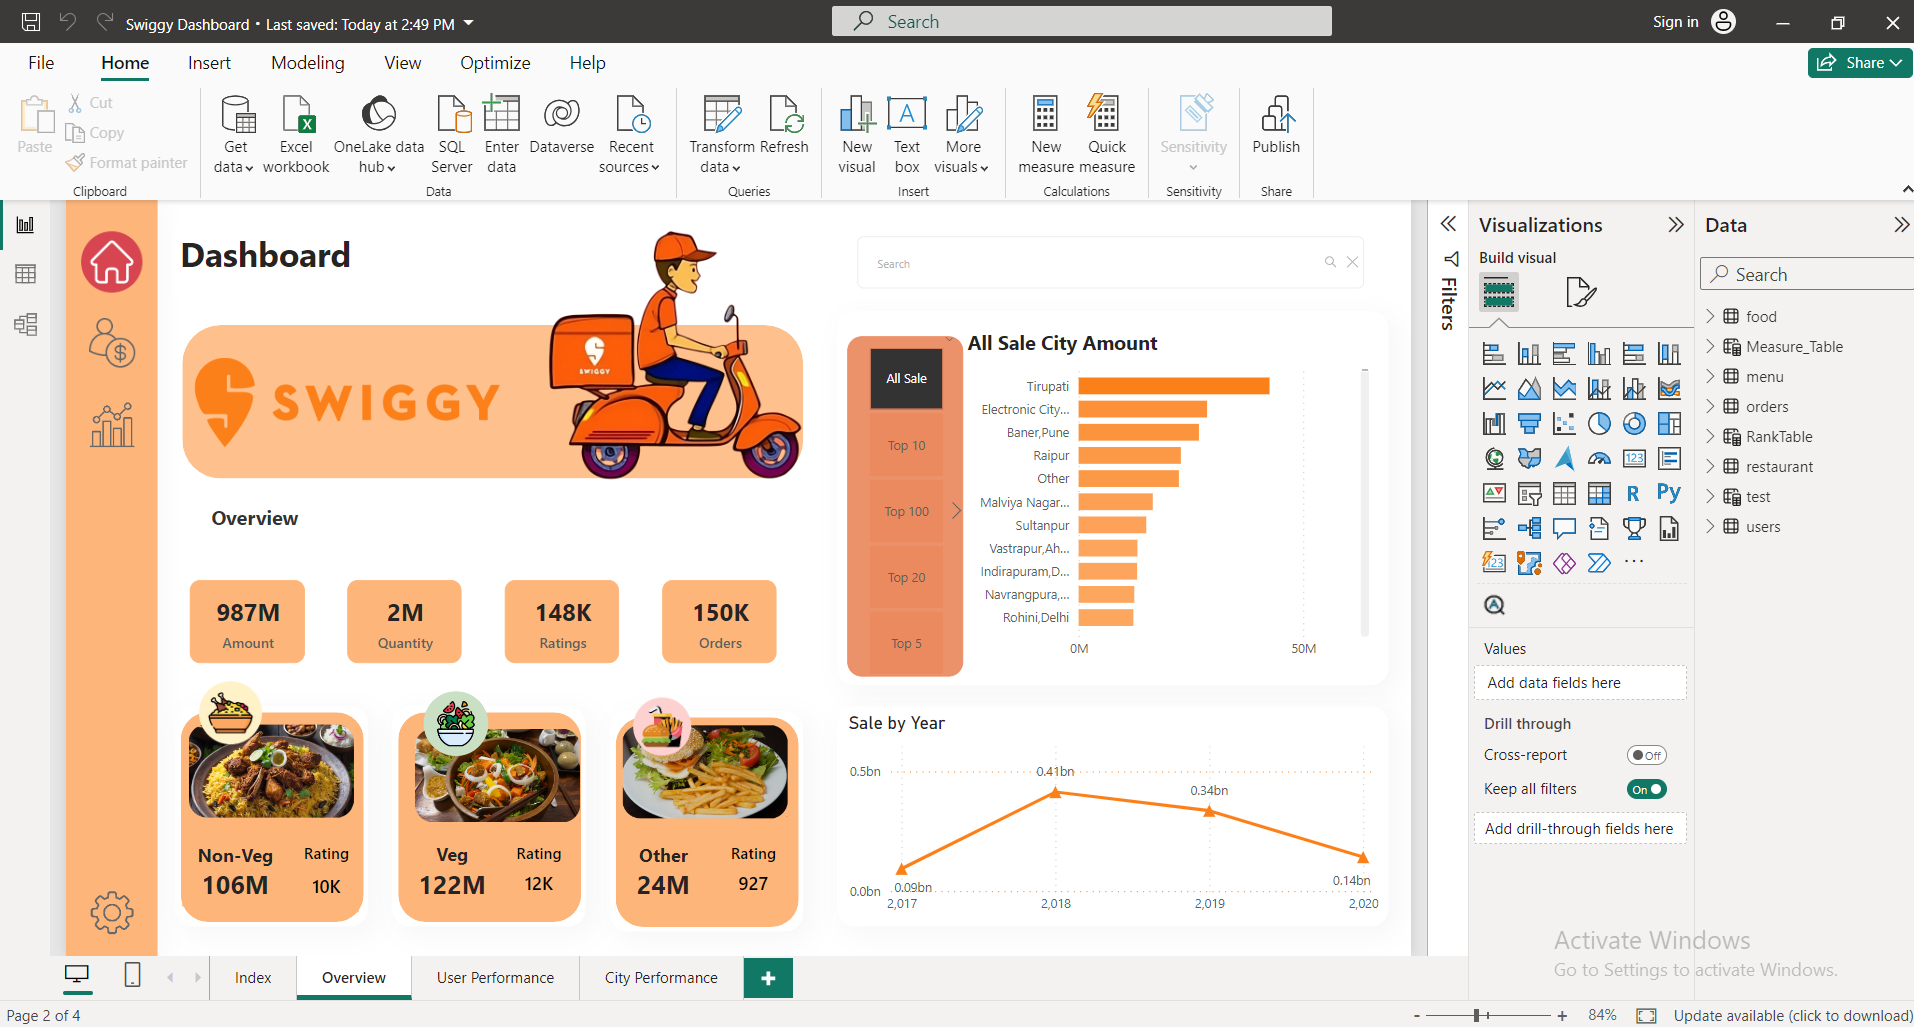 Swiggy Dashboard • Last saved: Today at 2:49 PM
Search
Sign in
File
Home
Insert
Modeling
View
Optimize
Help
Share
Paste
Cut
Copy
Format painter
Clipboard
Get data
Excel workbook
OneLake data hub
SQL Server
Enter data
Dataverse
Recent sources
Data
Transform data
Refresh
Queries
New visual
Text box
More visuals
Insert
New measure
Quick measure
Calculations
Sensitivity
Sensitivity
Publish
Share
Dashboard
SWIGGY
SWIGGY
Overview
987M
Amount
2M
Quantity
148K
Ratings
150K
Orders
Non-Veg
106M
Rating
10K
Veg
122M
Rating
12K
Other
24M
Rating
927
Search
All Sale
Top 10
Top 100
Top 20
Top 5
All Sale City Amount
Tirupati
Electronic City...
Baner,Pune
Raipur
Other
Malviya Nagar...
Sultanpur
Vastrapur,Ah...
Indirapuram,D...
Navrangpura,...
Rohini,Delhi
0M
50M
Sale by Year
0.5bn
0.0bn
0.09bn
0.41bn
0.34bn
0.14bn
2,017
2,018
2,019
2,020
Filters
Visualizations
Build visual
123
R
Py
123
Values
Add data fields here
Drill through
Cross-report
Off
Keep all filters
On
Add drill-through fields here
Data
Search
food
Measure_Table
menu
orders
RankTable
restaurant
test
users
Activate Windows
Go to Settings to activate Windows.
Index
Overview
User Performance
City Performance
Page 2 of 4
- + 84%
Update available (click to download)